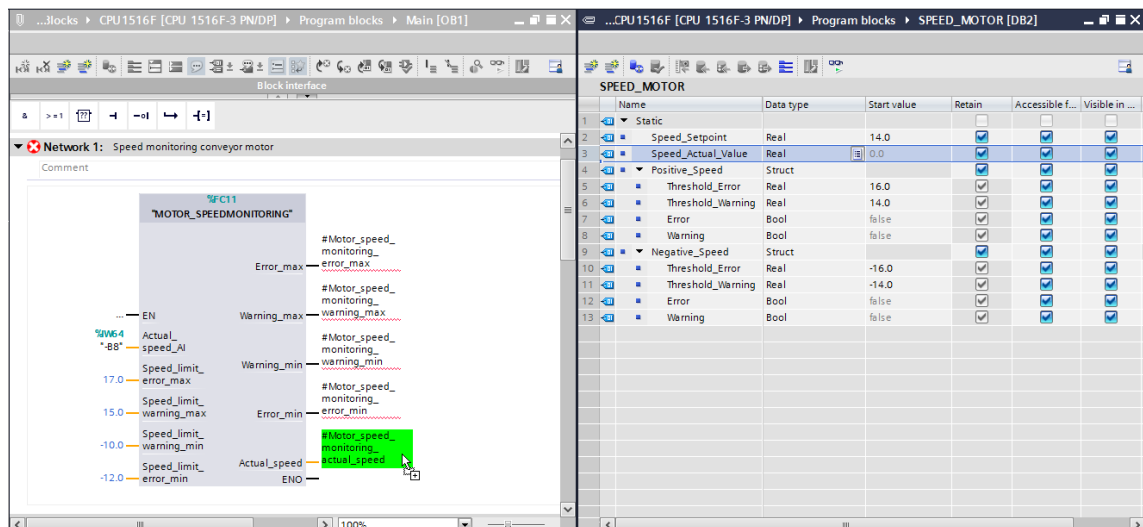 ...Jlocks ▸ CPU1516F [CPU 1516F-3 PN/DP] ▸ Program blocks ▸ Main [OB1]
Block interface
& >=1 ??
Network 1: Speed monitoring conveyor motor
Comment
%FC11
"MOTOR_SPEEDMONITORING"
#Motor_speed_
monitoring_
Error_max error_max
#Motor_speed_
monitoring_
... EN Warning_max warning_max
%IW64
"-B8" Actual_
speed_AI
#Motor_speed_
monitoring_
Warning_min warning_min
17.0 Speed_limit_
error_max
#Motor_speed_
monitoring_
Error_min error_min
15.0 Speed_limit_
warning_max
-10.0 Speed_limit_
warning_min
#Motor_speed_
monitoring_
Actual_speed actual_speed
-12.0 Speed_limit_
error_min
ENO
100%
...CPU1516F [CPU 1516F-3 PN/DP] ▸ Program blocks ▸ SPEED_MOTOR [DB2]
SPEED_MOTOR
Name Data type Start value Retain Accessible f... Visible in ...
1 Static
2 Speed_Setpoint Real 14.0
3 Speed_Actual_Value Real 0.0
4 Positive_Speed Struct
5 Threshold_Error Real 16.0
6 Threshold_Warning Real 14.0
7 Error Bool false
8 Warning Bool false
9 Negative_Speed Struct
10 Threshold_Error Real -16.0
11 Threshold_Warning Real -14.0
12 Error Bool false
13 Warning Bool false